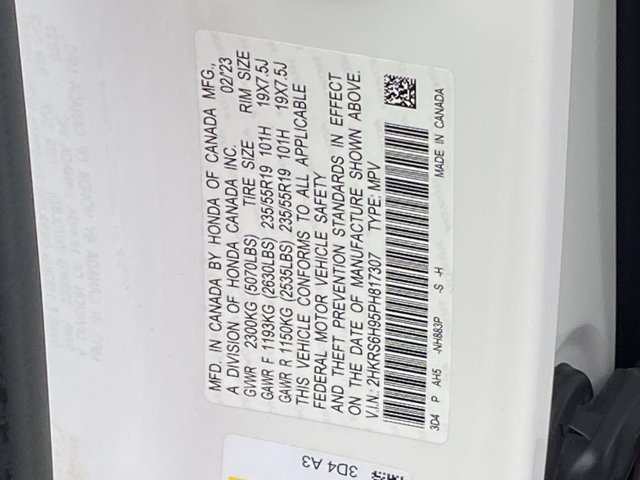 MFD. IN CANADA BY HONDA OF CANADA MFG.,
A DIVISION OF HONDA CANADA INC. 02/23
GVWR 2300KG (5070LBS) TIRE SIZE RIM SIZE
GAWR F 1193KG (2630LBS) 235/55R19 101H 19X7.5J
GAWR R 1150KG (2535LBS) 235/55R19 101H 19X7.5J
THIS VEHICLE CONFORMS TO ALL APPLICABLE
FEDERAL MOTOR VEHICLE SAFETY
AND THEFT PREVENTION STANDARDS IN EFFECT
ON THE DATE OF MANUFACTURE SHOWN ABOVE.
V.I.N.: 2HKRS6H95PH817307 TYPE: MPV
3D4 P AH5 -NH883P -S -H MADE IN CANADA
3D4 A3